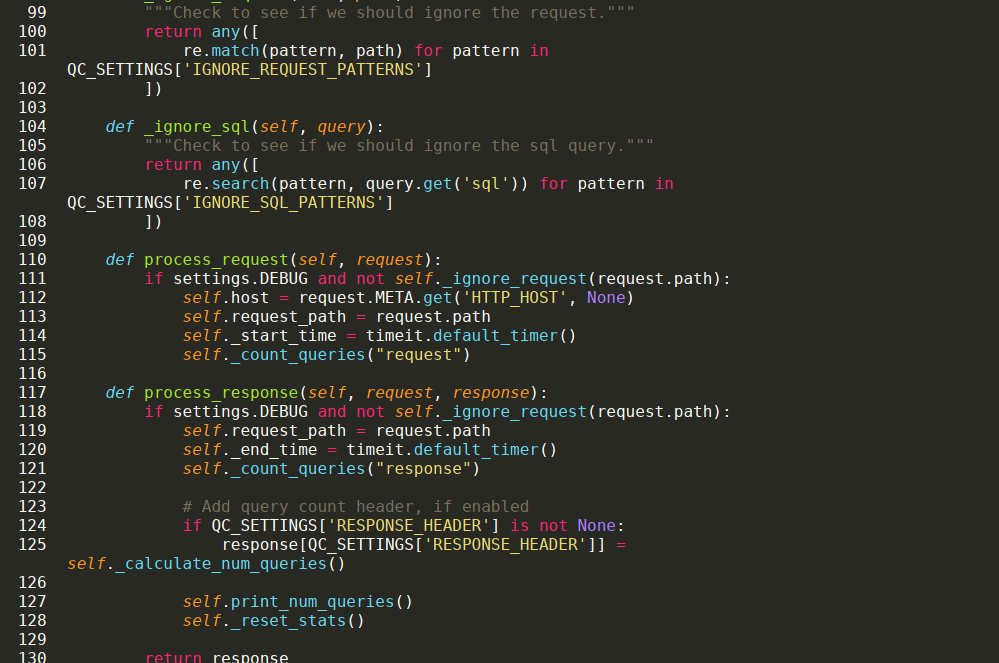 99 """Check to see if we should ignore the request."""
100 return any([
101 re.match(pattern, path) for pattern in
QC_SETTINGS['IGNORE_REQUEST_PATTERNS']
102 ])
103
104 def _ignore_sql(self, query):
105 """Check to see if we should ignore the sql query."""
106 return any([
107 re.search(pattern, query.get('sql')) for pattern in
QC_SETTINGS['IGNORE_SQL_PATTERNS']
108 ])
109
110 def process_request(self, request):
111 if settings.DEBUG and not self._ignore_request(request.path):
112 self.host = request.META.get('HTTP_HOST', None)
113 self.request_path = request.path
114 self._start_time = timeit.default_timer()
115 self._count_queries("request")
116
117 def process_response(self, request, response):
118 if settings.DEBUG and not self._ignore_request(request.path):
119 self.request_path = request.path
120 self._end_time = timeit.default_timer()
121 self._count_queries("response")
122
123 # Add query count header, if enabled
124 if QC_SETTINGS['RESPONSE_HEADER'] is not None:
125 response[QC_SETTINGS['RESPONSE_HEADER']] =
self._calculate_num_queries()
126
127 self.print_num_queries()
128 self._reset_stats()
129
130 return response